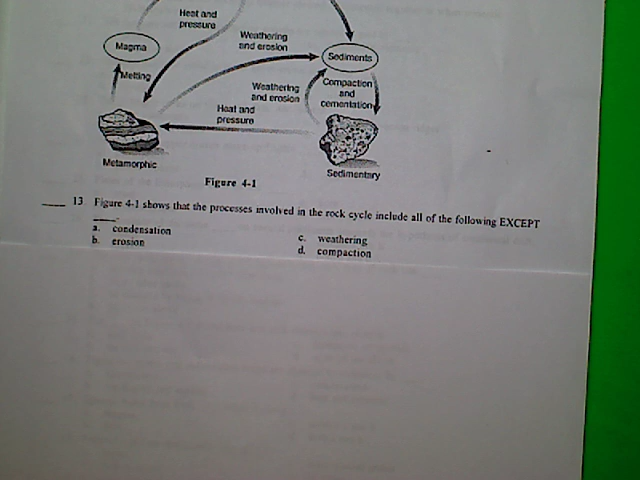 Heat and
pressure
Weathering
and erosion
Magma
Sediments
Melting
Weathering
and erosion
Compaction
and
cementation
Heat and
pressure
Metamorphic
Sedimentary
Figure 4-1
____ 13. Figure 4-1 shows that the processes involved in the rock cycle include all of the following EXCEPT
____.
a. condensation
b. erosion
c. weathering
d. compaction